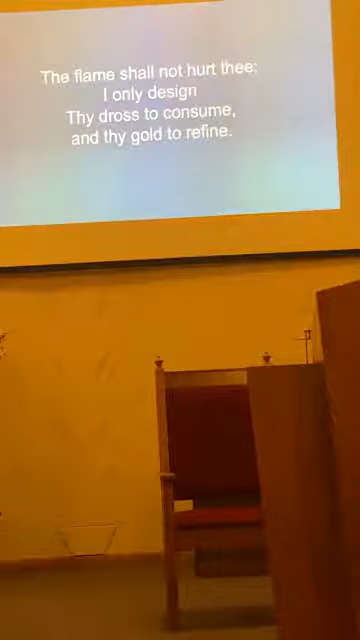 The flame shall not hurt thee;
I only design
Thy dross to consume,
and thy gold to refine.